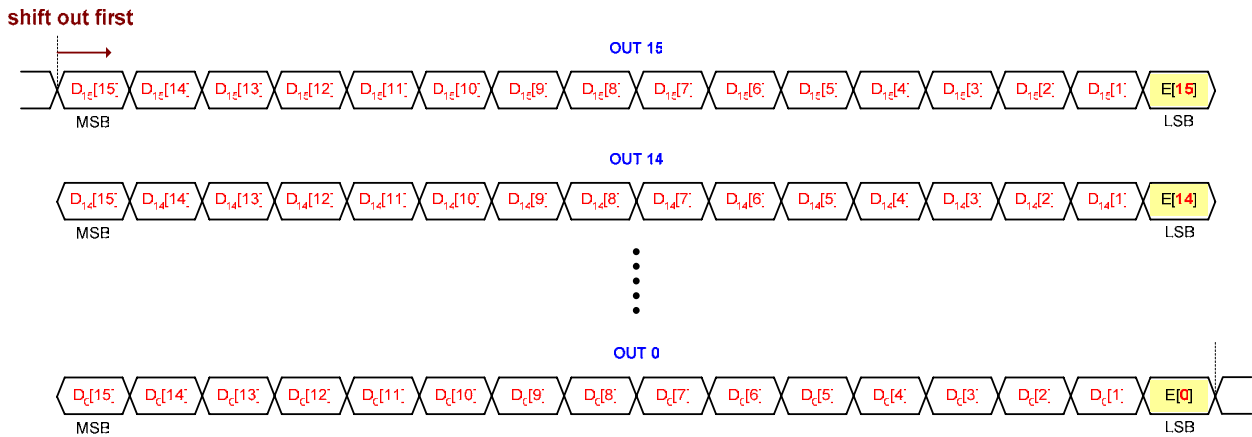 shift out first
OUT 15
D15[15] D15[14] D15[13] D15[12] D15[11] D15[10] D15[9] D15[8] D15[7] D15[6] D15[5] D15[4] D15[3] D15[2] D15[1] E[15]
MSB LSB
OUT 14
D14[15] D14[14] D14[13] D14[12] D14[11] D14[10] D14[9] D14[8] D14[7] D14[6] D14[5] D14[4] D14[3] D14[2] D14[1] E[14]
MSB LSB
OUT 0
D0[15] D0[14] D0[13] D0[12] D0[11] D0[10] D0[9] D0[8] D0[7] D0[6] D0[5] D0[4] D0[3] D0[2] D0[1] E[0]
MSB LSB